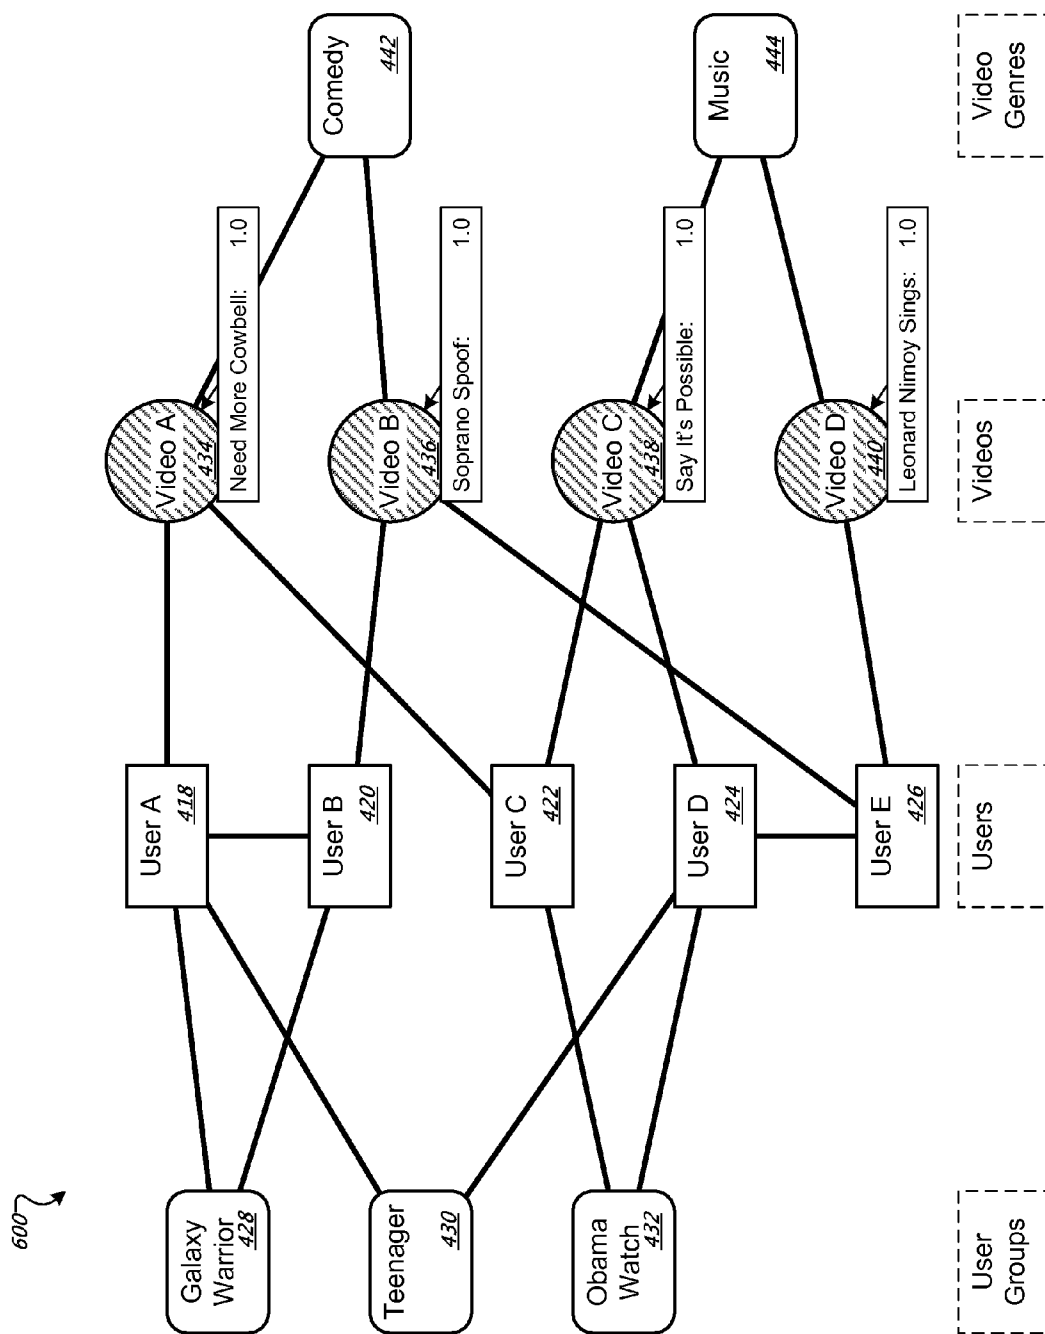 600
Galaxy
Warrior
428
Teenager
430
Obama
Watch
432
User
Groups
User A
418
User B
420
User C
422
User D
424
User E
426
Users
Video A
434
Need More Cowbell: 1.0
Video B
436
Soprano Spoof: 1.0
Video C
438
Say It's Possible: 1.0
Video D
440
Leonard Nimoy Sings: 1.0
Videos
Comedy
442
Music
444
Video
Genres